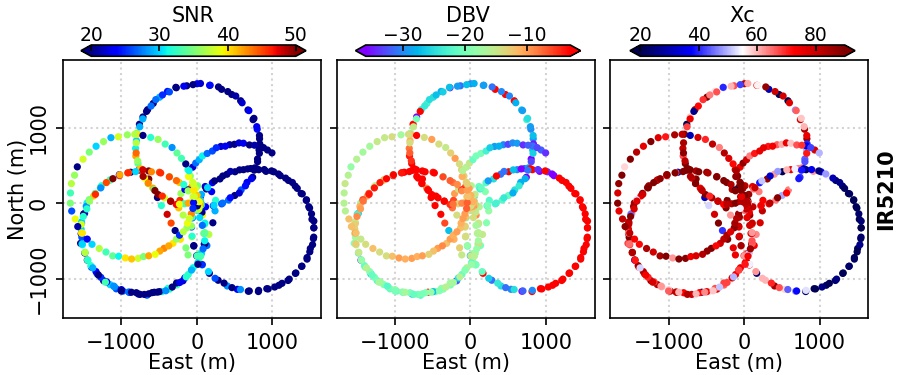 SNR DBV Xc
20 30 40 50 −30 −20 −10 20 40 60 80
North (m)
1000
0
−1000
−1000 0 1000 −1000 0 1000 −1000 0 1000
East (m) East (m) East (m)
IR5210